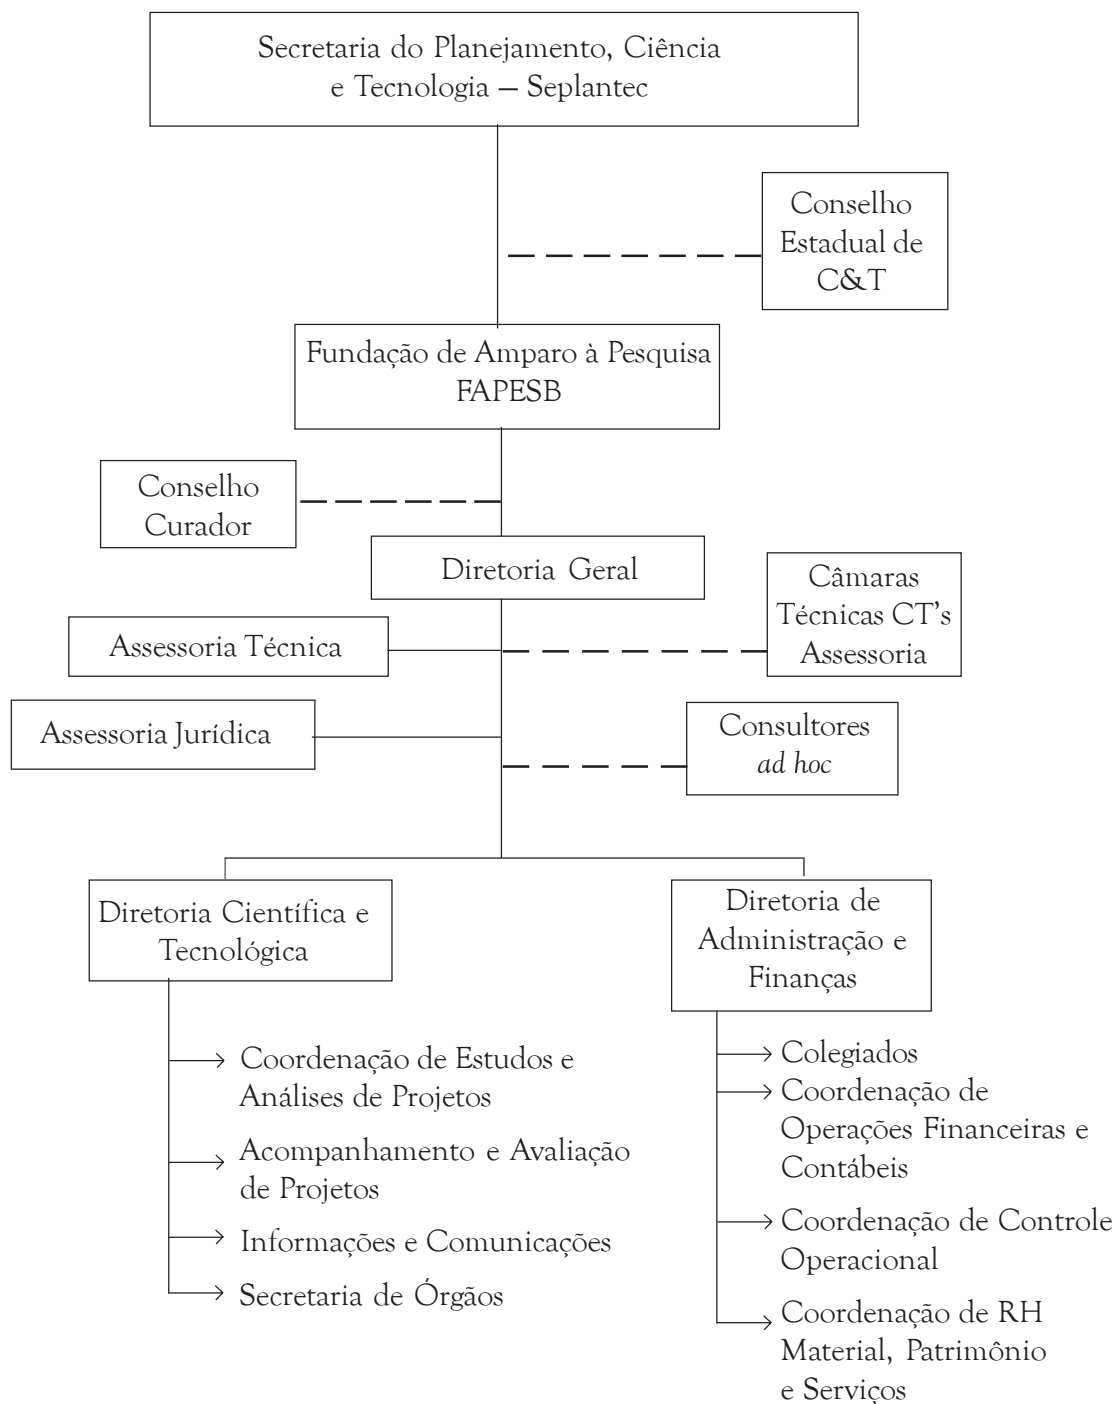 Secretaria do Planejamento, Ciência
e Tecnologia – Seplantec
Conselho
Estadual de
C&T
Fundação de Amparo à Pesquisa
FAPESB
Conselho
Curador
Diretoria Geral
Câmaras
Técnicas CT's
Assessoria
Assessoria Técnica
Assessoria Jurídica
Consultores
ad hoc
Diretoria Científica e
Tecnológica
Diretoria de
Administração e
Finanças
Coordenação de Estudos e
Análises de Projetos
Acompanhamento e Avaliação
de Projetos
Informações e Comunicações
Secretaria de Órgãos
Colegiados
Coordenação de
Operações Financeiras e
Contábeis
Coordenação de Controle
Operacional
Coordenação de RH
Material, Patrimônio
e Serviços